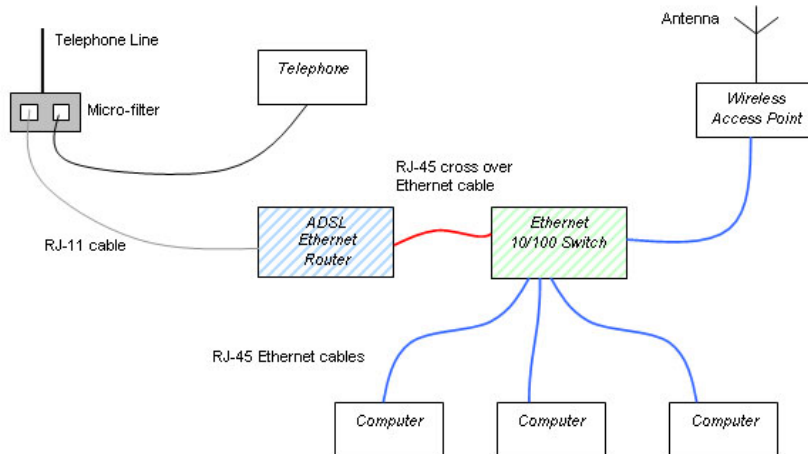 Antenna
Telephone Line
Telephone
Micro-filter
Wireless
Access Point
RJ-45 cross over
Ethernet cable
ADSL
Ethernet
Router
Ethernet
10/100 Switch
RJ-11 cable
RJ-45 Ethernet cables
Computer
Computer
Computer